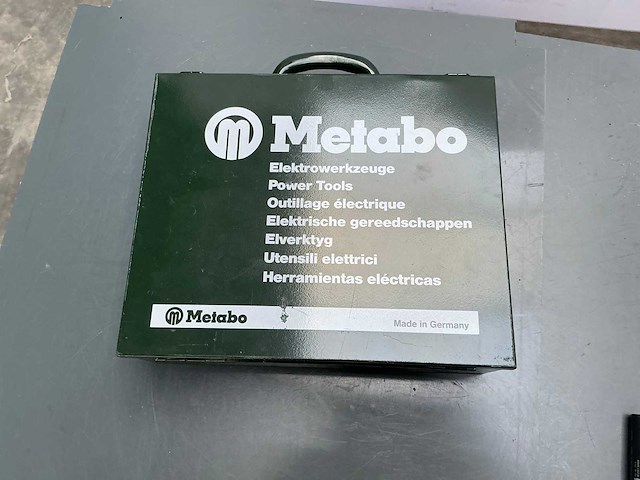 Metabo
Elektrowerkzeuge
Power Tools
Outillage électrique
Elektrische gereedschappen
Elverktyg
Utensili elettrici
Herramientas eléctricas
Metabo Made in Germany